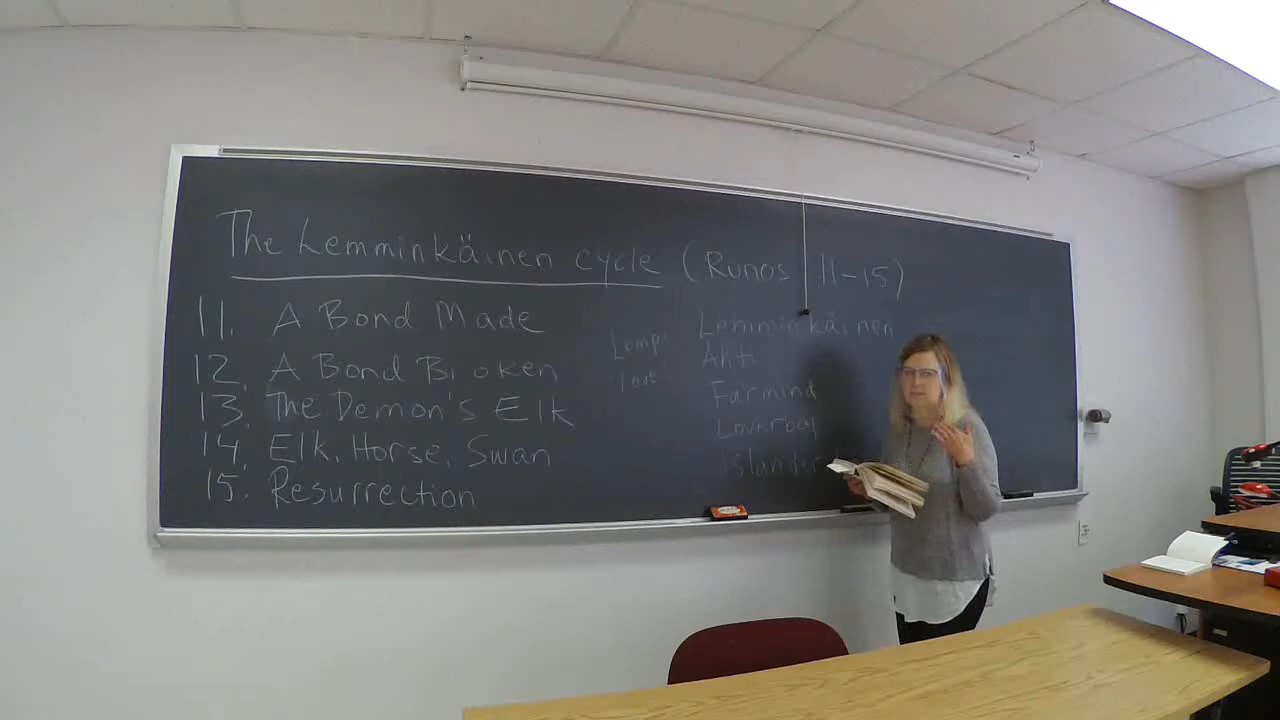 The Lemminkäinen cycle (Runos 11-15)
11. A Bond Made
12. A Bond Broken
13. The Demon's Elk
14. Elk, Horse, Swan
15. Resurrection
Lemminkäinen
Ahti
Farmind
Loverboy
Islander